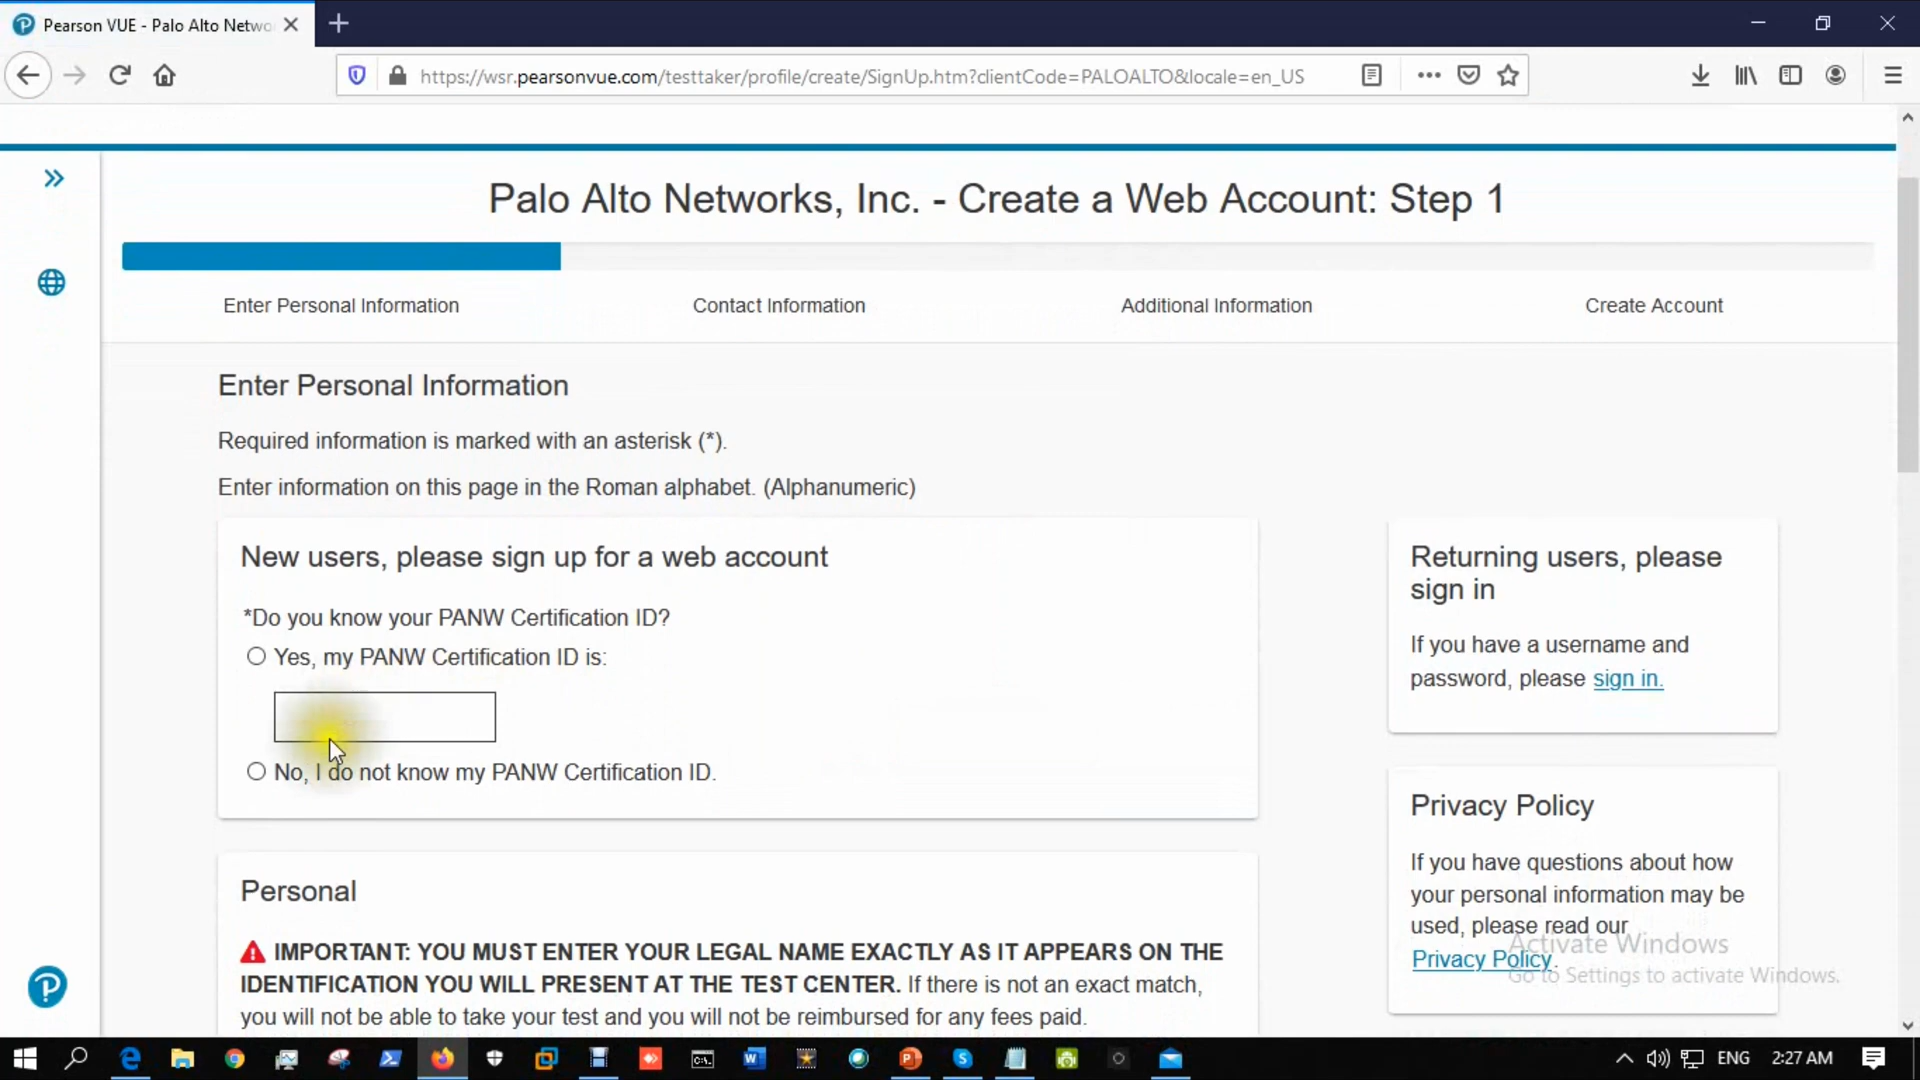 Pearson VUE - Palo Alto Netwo
https://wsr.pearsonvue.com/testtaker/profile/create/SignUp.htm?clientCode=PALOALTO&locale=en_US
Palo Alto Networks, Inc. - Create a Web Account: Step 1
Enter Personal Information
Contact Information
Additional Information
Create Account
Enter Personal Information
Required information is marked with an asterisk (*).
Enter information on this page in the Roman alphabet. (Alphanumeric)
New users, please sign up for a web account
*Do you know your PANW Certification ID?
Yes, my PANW Certification ID is:
No, I do not know my PANW Certification ID.
Returning users, please
sign in
If you have a username and
password, please sign in.
Personal
IMPORTANT: YOU MUST ENTER YOUR LEGAL NAME EXACTLY AS IT APPEARS ON THE
IDENTIFICATION YOU WILL PRESENT AT THE TEST CENTER. If there is not an exact match,
you will not be able to take your test and you will not be reimbursed for any fees paid.
Privacy Policy
If you have questions about how
your personal information may be
used, please read our
Privacy Policy.
Activate Windows
Go to Settings to activate Windows.
ENG
2:27 AM